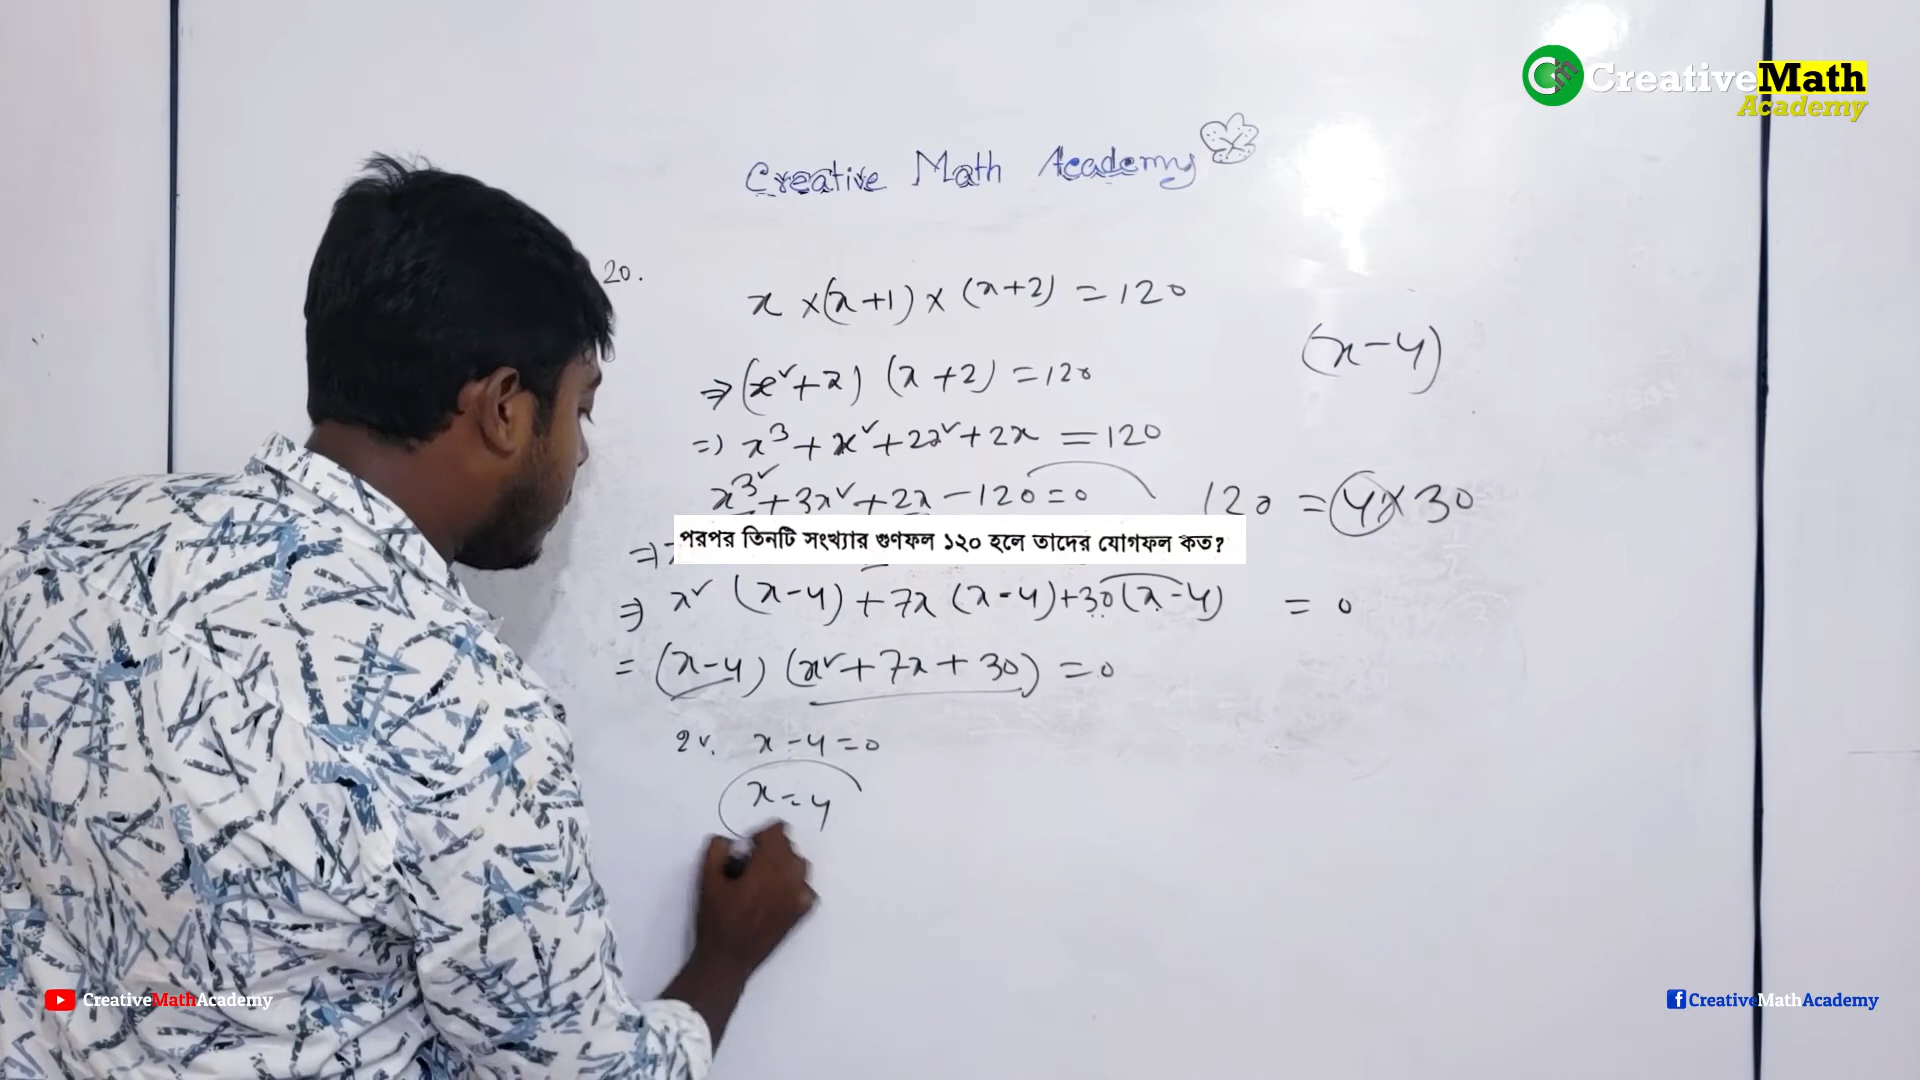 CreativeMath
Academy
Creative Math Academy
20.
x ×(x+1) × (x+2) = 120
(x-4)
⇒ (x²+x) (x+2) = 120
⇒ x³ + x² + 2x² + 2x = 120
x³ + 3x² + 2x - 120 = 0
120 = 4 × 30
পরপর তিনটি সংখ্যার গুণফল ১২০ হলে তাদের যোগফল কত?
⇒ x² (x-4) + 7x (x-4) + 30 (x-4) = 0
= (x-4) (x² + 7x + 30) = 0
x - 4 = 0
x = 4
CreativeMathAcademy
CreativeMathAcademy